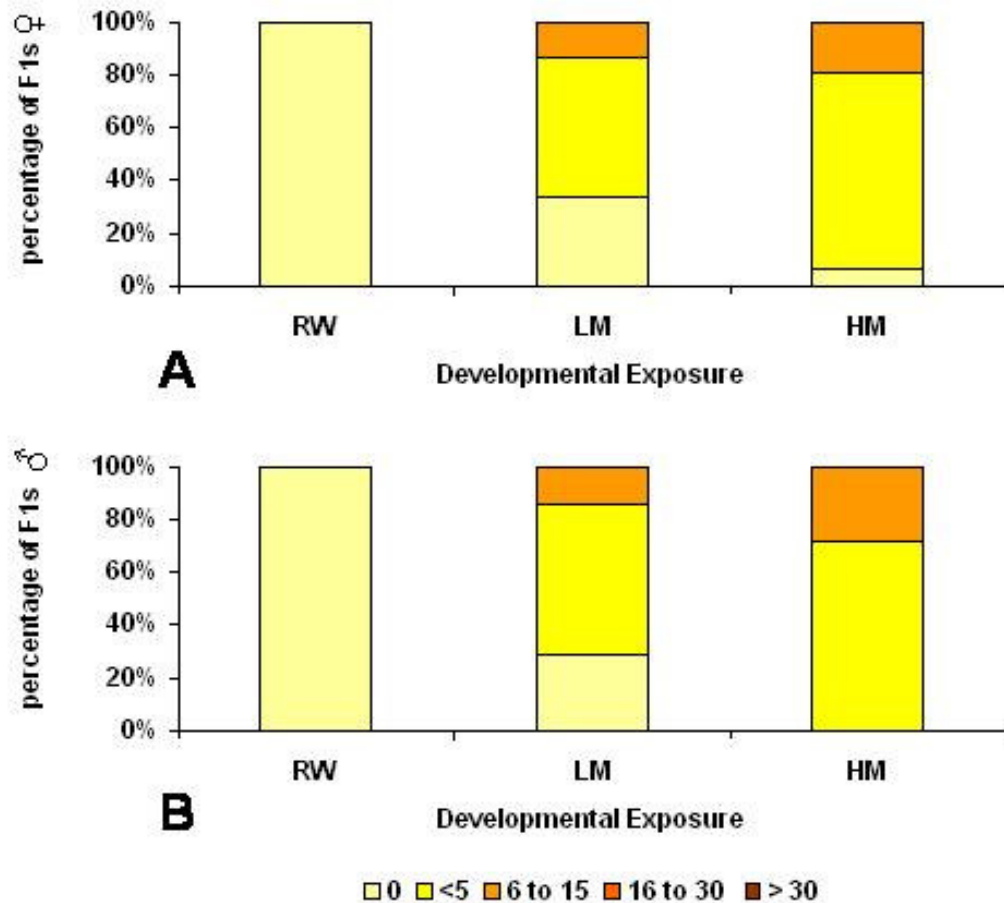 percentage of F1s ♀
100%
80%
60%
40%
20%
0%
RW LM HM
A
Developmental Exposure
percentage of F1s ♂
100%
80%
60%
40%
20%
0%
RW LM HM
B
Developmental Exposure
0 <5 6 to 15 16 to 30 > 30